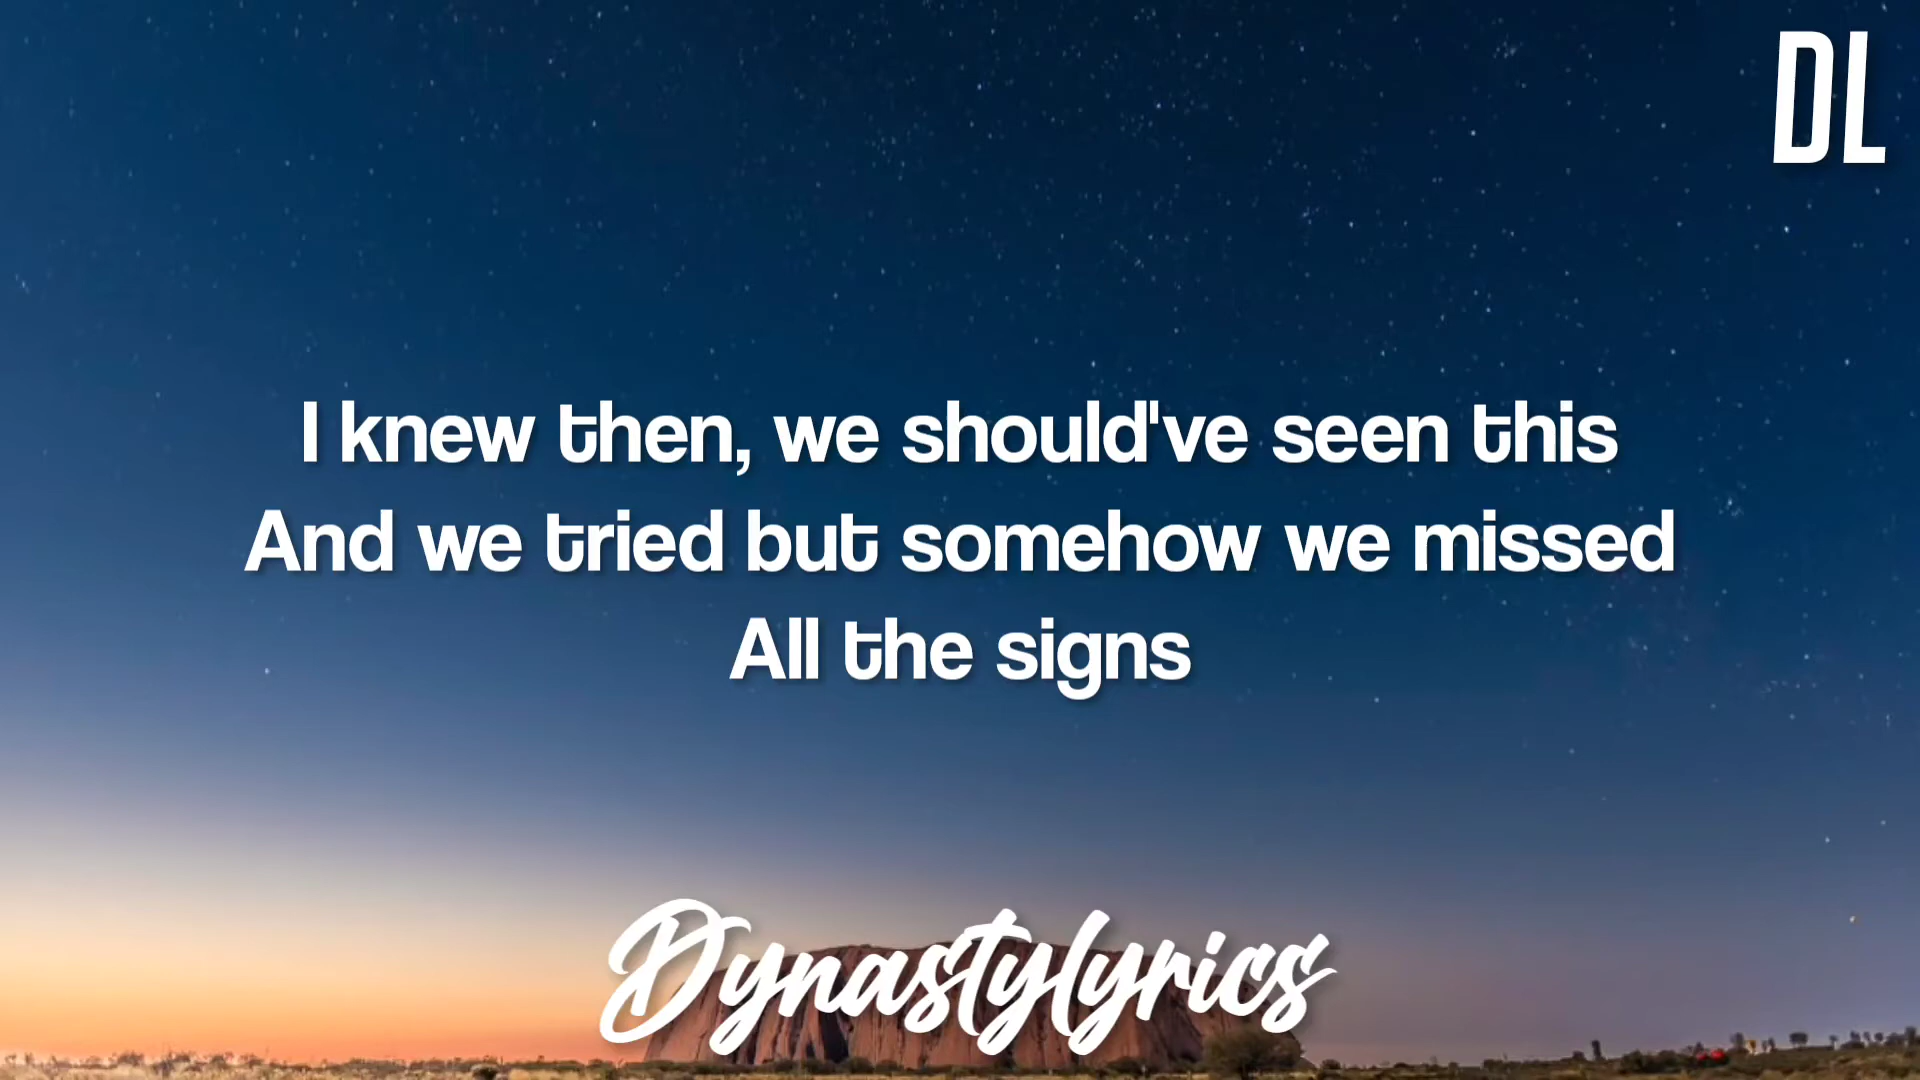 DL
I knew then, we should've seen this
And we tried but somehow we missed
All the signs
Dynastylyrics